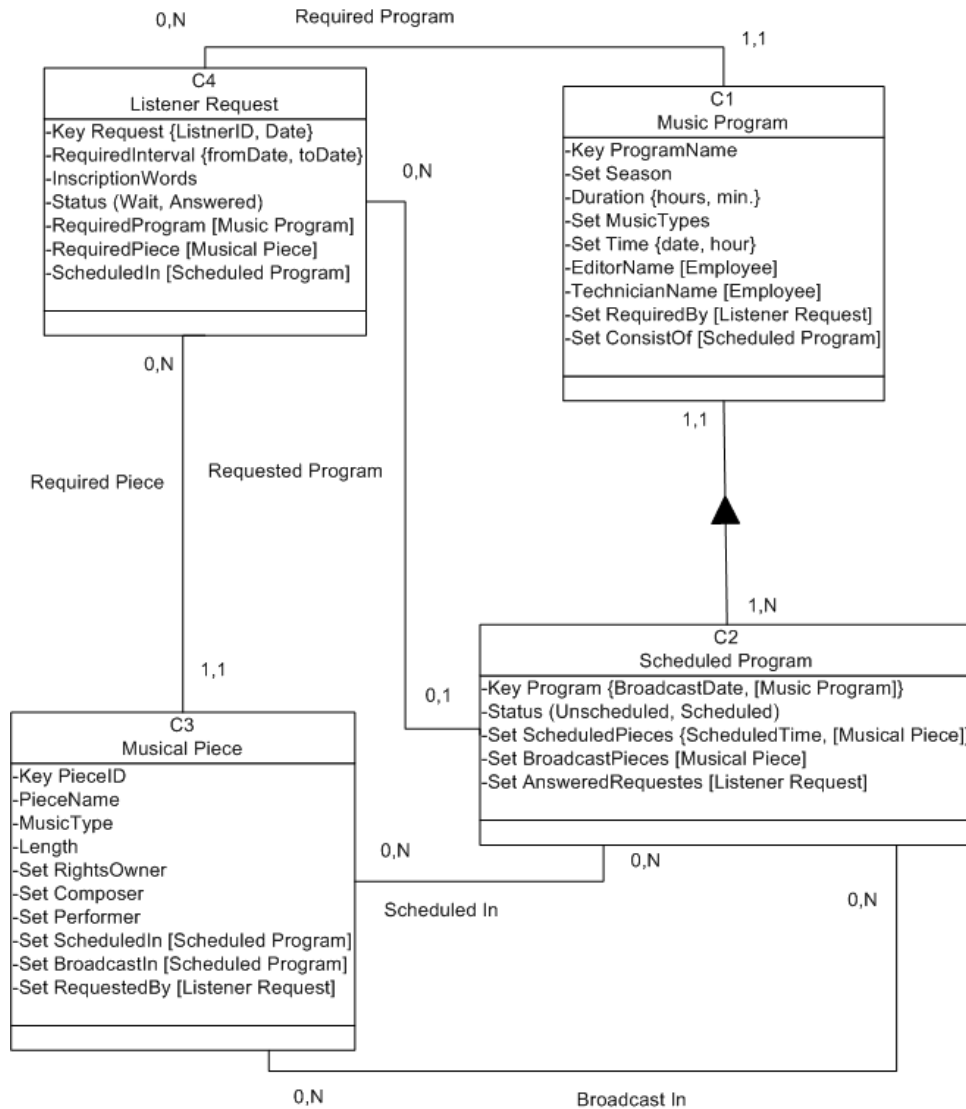 0,N
Required Program
1,1
C4
Listener Request
-Key Request {ListnerID, Date}
-RequiredInterval {fromDate, toDate}
-InscriptionWords
-Status (Wait, Answered)
-RequiredProgram [Music Program]
-RequiredPiece [Musical Piece]
-ScheduledIn [Scheduled Program]
C1
Music Program
-Key ProgramName
-Set Season
-Duration {hours, min.}
-Set MusicTypes
-Set Time {date, hour}
-EditorName [Employee]
-TechnicianName [Employee]
-Set RequiredBy [Listener Request]
-Set ConsistOf [Scheduled Program]
0,N
0,N
1,1
Required Piece
Requested Program
1,N
1,1
0,1
C2
Scheduled Program
-Key Program {BroadcastDate, [Music Program]}
-Status (Unscheduled, Scheduled)
-Set ScheduledPieces {ScheduledTime, [Musical Piece]}
-Set BroadcastPieces [Musical Piece]
-Set AnsweredRequestes [Listener Request]
C3
Musical Piece
-Key PieceID
-PieceName
-MusicType
-Length
-Set RightsOwner
-Set Composer
-Set Performer
-Set ScheduledIn [Scheduled Program]
-Set BroadcastIn [Scheduled Program]
-Set RequestedBy [Listener Request]
0,N
0,N
Scheduled In
0,N
0,N
Broadcast In